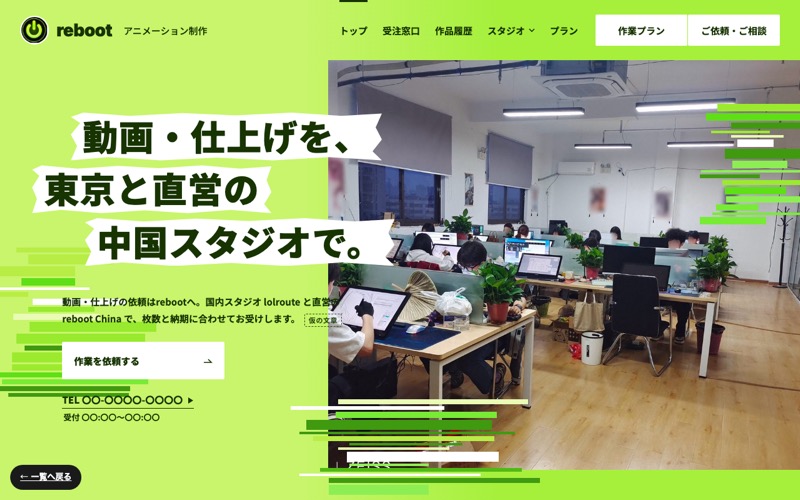 reboot アニメーション制作
トップ 受注窓口 作品履歴 スタジオ プラン 作業プラン ご依頼・ご相談
動画・仕上げを、
東京と直営の
中国スタジオで。
動画・仕上げの依頼はrebootへ。国内スタジオ lolroute と直営の
reboot China で、枚数と納期に合わせてお受けします。 仮の文章
作業を依頼する →
TEL 〇〇-〇〇〇〇-〇〇〇〇 ▶
受付 〇〇:〇〇〜〇〇:〇〇
← 一覧へ戻る